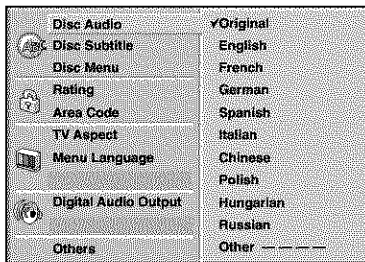 Disc Audio
Disc Subtitle
Disc Menu
Rating
Area Code
TV Aspect
Menu Language
Digital Audio Output
Others
✓Original
English
French
German
Spanish
Italian
Chinese
Polish
Hungarian
Russian
Other – – – –